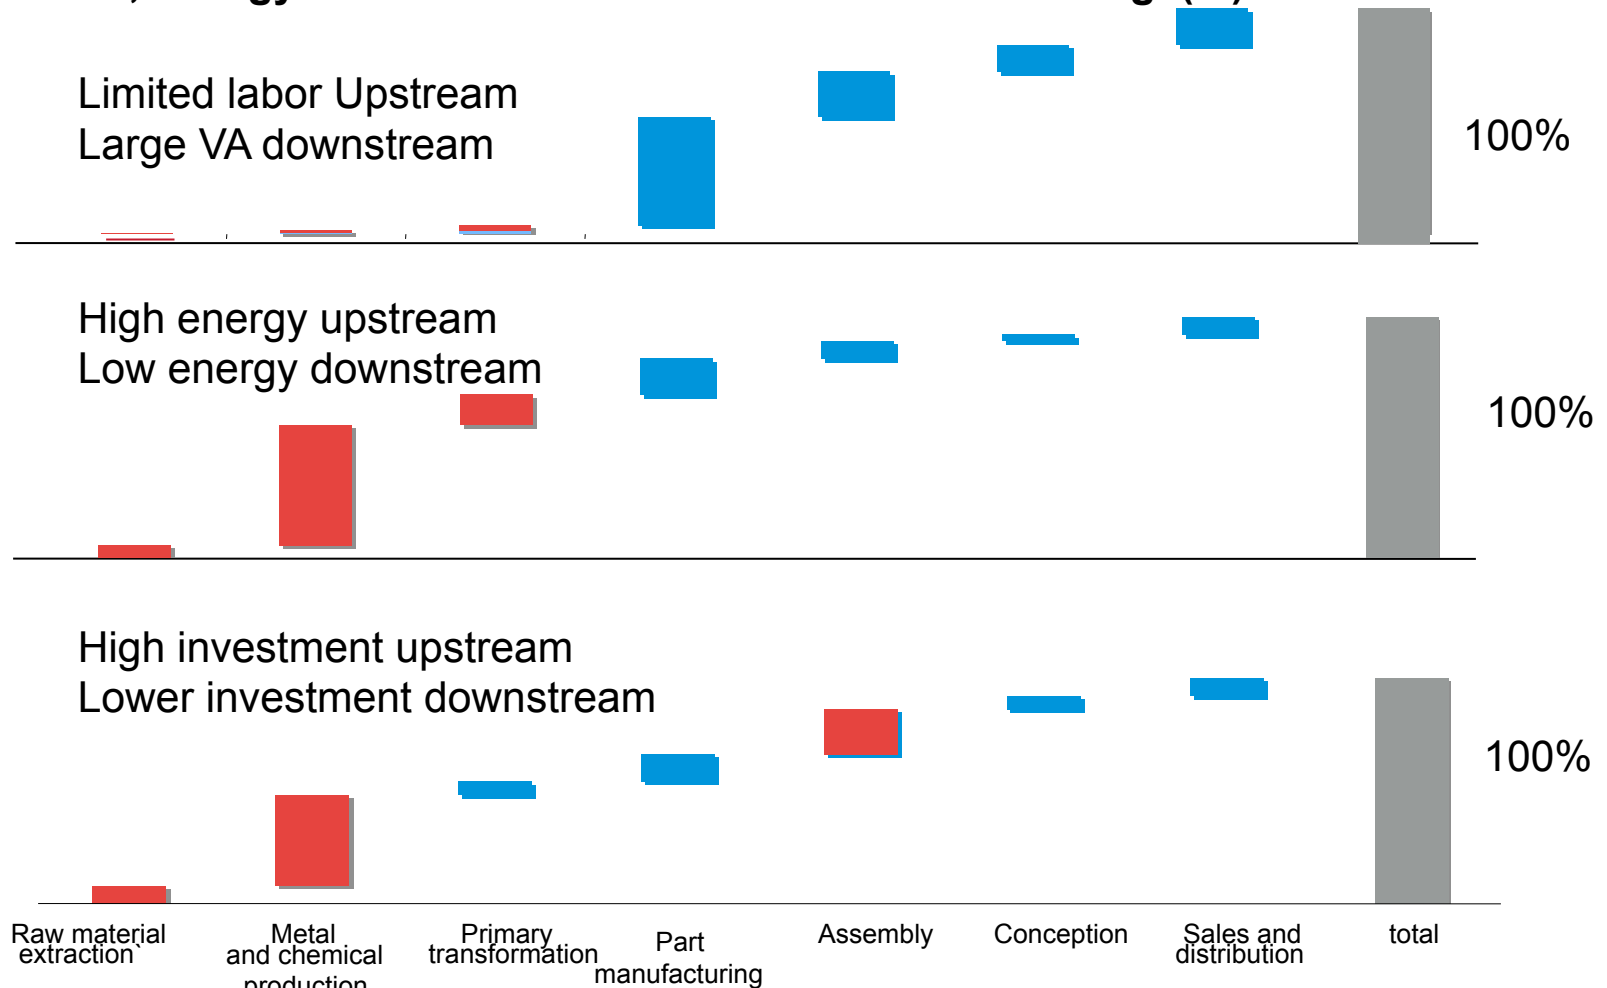 Limited labor Upstream
Large VA downstream
100%
High energy upstream
Low energy downstream
100%
High investment upstream
Lower investment downstream
100%
Raw material
extraction`
Metal
and chemical
production
Primary
transformation
Part
manufacturing
Assembly
Conception
Sales and
distribution
total